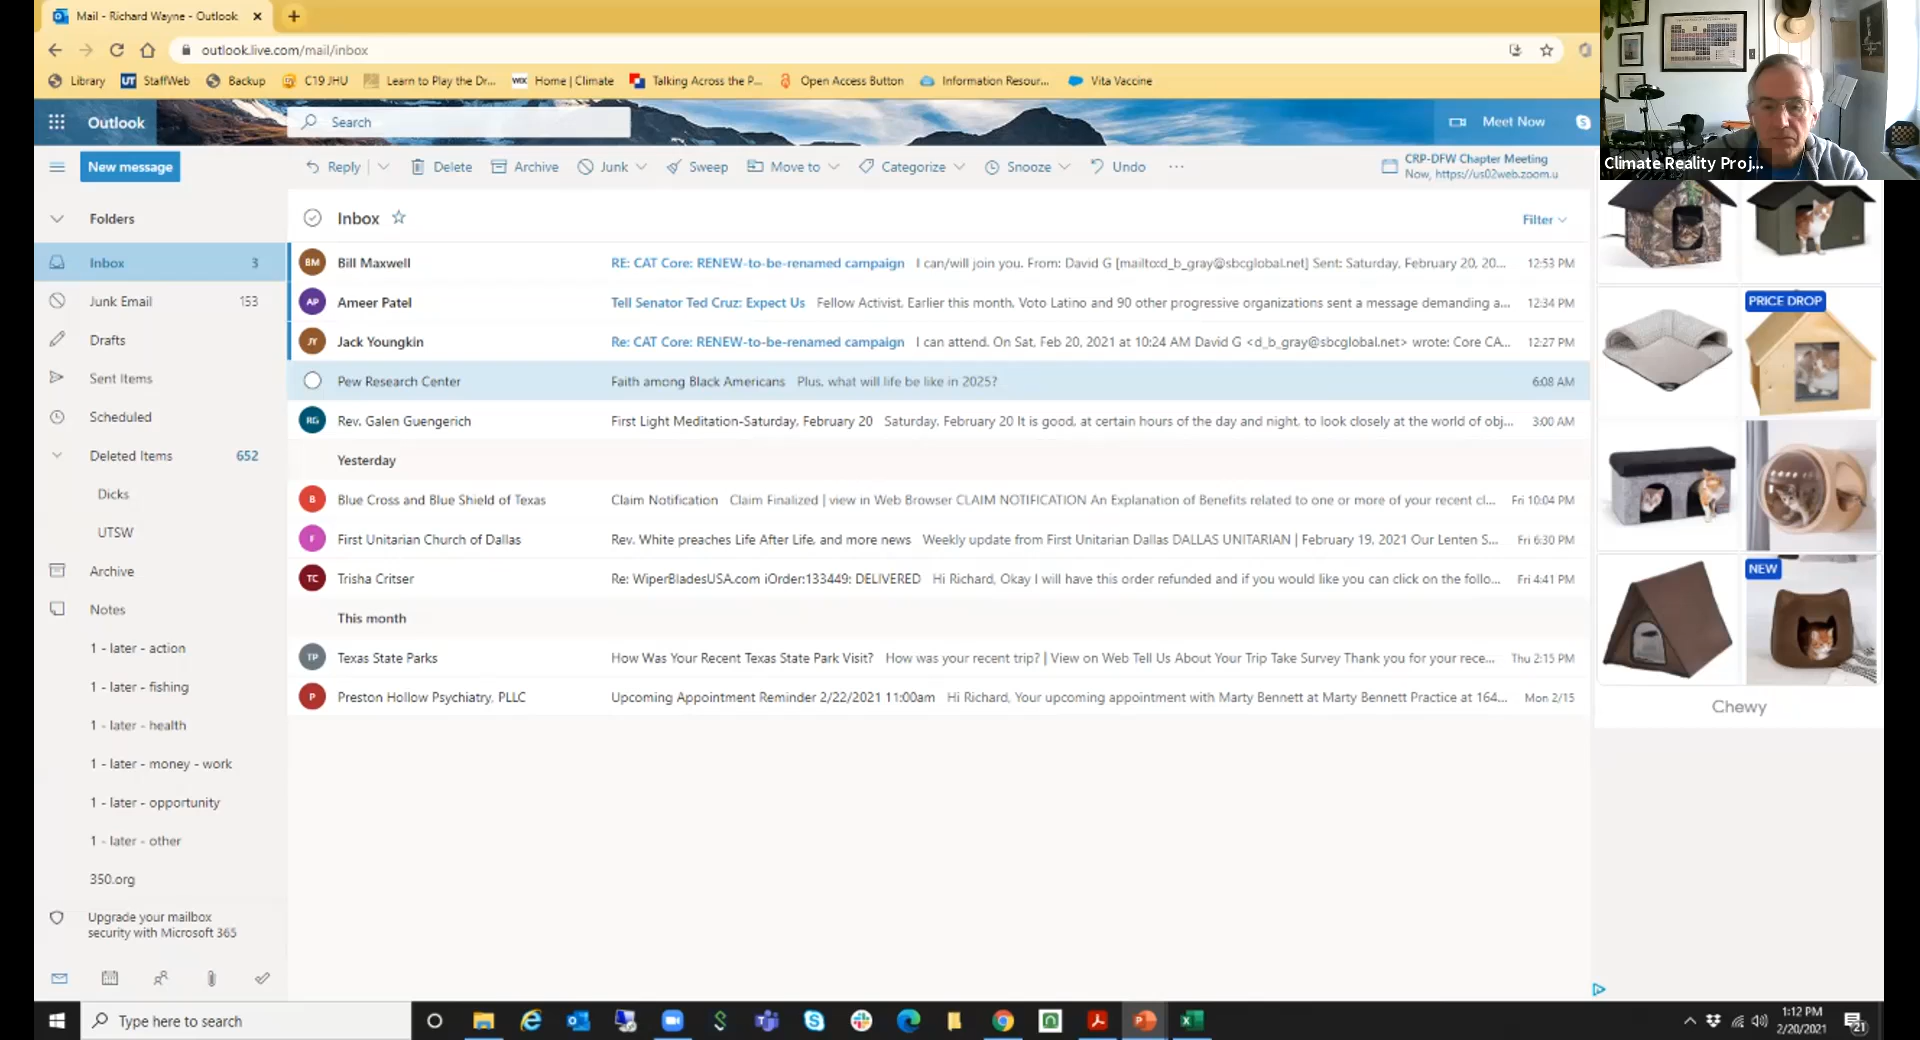 Mail - Richard Wayne - Outlook
outlook.live.com/mail/inbox
Library StaffWeb Backup C19 JHU Learn to Play the Dr... Home | Climate Talking Across the P... Open Access Button Information Resour... Vita Vaccine
Outlook Search Meet Now
New message Reply Delete Archive Junk Sweep Move to Categorize Snooze Undo
CRP-DFW Chapter Meeting
Now, https://us02web.zoom.u
Climate Reality Proj...
Folders
Inbox 3
Junk Email 153
Drafts
Sent Items
Scheduled
Deleted Items 652
Dicks
UTSW
Archive
Notes
1 - later - action
1 - later - fishing
1 - later - health
1 - later - money - work
1 - later - opportunity
1 - later - other
350.org
Upgrade your mailbox
security with Microsoft 365
Inbox Filter
BM Bill Maxwell RE: CAT Core: RENEW-to-be-renamed campaign I can/will join you. From: David G [mailto:d_b_gray@sbcglobal.net] Sent: Saturday, February 20, 20... 12:53 PM
AP Ameer Patel Tell Senator Ted Cruz: Expect Us Fellow Activist, Earlier this month, Voto Latino and 90 other progressive organizations sent a message demanding a... 12:34 PM
JY Jack Youngkin Re: CAT Core: RENEW-to-be-renamed campaign I can attend. On Sat, Feb 20, 2021 at 10:24 AM David G <d_b_gray@sbcglobal.net> wrote: Core CA... 12:27 PM
Pew Research Center Faith among Black Americans Plus, what will life be like in 2025? 6:08 AM
RG Rev. Galen Guengerich First Light Meditation-Saturday, February 20 Saturday, February 20 It is good, at certain hours of the day and night, to look closely at the world of obj... 3:00 AM
Yesterday
B Blue Cross and Blue Shield of Texas Claim Notification Claim Finalized | view in Web Browser CLAIM NOTIFICATION An Explanation of Benefits related to one or more of your recent cl... Fri 10:04 PM
F First Unitarian Church of Dallas Rev. White preaches Life After Life, and more news Weekly update from First Unitarian Dallas DALLAS UNITARIAN | February 19, 2021 Our Lenten S... Fri 6:30 PM
TC Trisha Critser Re: WiperBladesUSA.com iOrder:133449: DELIVERED Hi Richard, Okay I will have this order refunded and if you would like you can click on the follo... Fri 4:41 PM
This month
TP Texas State Parks How Was Your Recent Texas State Park Visit? How was your recent trip? | View on Web Tell Us About Your Trip Take Survey Thank you for your rece... Thu 2:15 PM
P Preston Hollow Psychiatry, PLLC Upcoming Appointment Reminder 2/22/2021 11:00am Hi Richard, Your upcoming appointment with Marty Bennett at Marty Bennett Practice at 164... Mon 2/15
PRICE DROP
NEW
Chewy
Type here to search
1:12 PM
2/20/2021
21